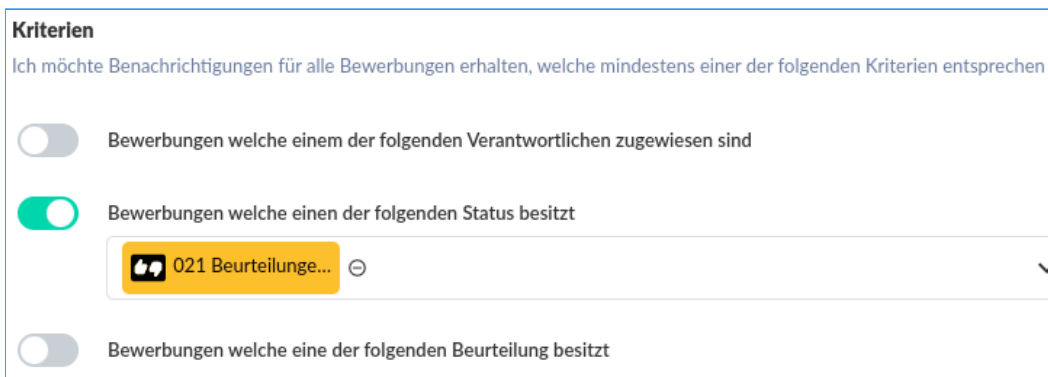 Kriterien
Ich möchte Benachrichtigungen für alle Bewerbungen erhalten, welche mindestens einer der folgenden Kriterien entsprechen
Bewerbungen welche einem der folgenden Verantwortlichen zugewiesen sind
Bewerbungen welche einen der folgenden Status besitzt
021 Beurteilunge...
Bewerbungen welche eine der folgenden Beurteilung besitzt